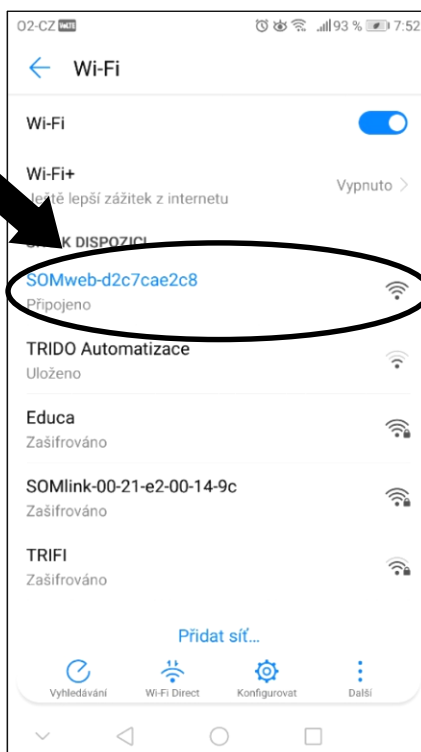 02-CZ VoLTE 93 % 7:52
Wi-Fi
Wi-Fi
Wi-Fi+
Ještě lepší zážitek z internetu
Vypnuto
K DISPOZICI
SOMweb-d2c7cae2c8
Připojeno
TRIDO Automatizace
Uloženo
Educa
Zašifrováno
SOMlink-00-21-e2-00-14-9c
Zašifrováno
TRIFI
Zašifrováno
Přidat síť...
Vyhledávání Wi-Fi Direct Konfigurovat Další